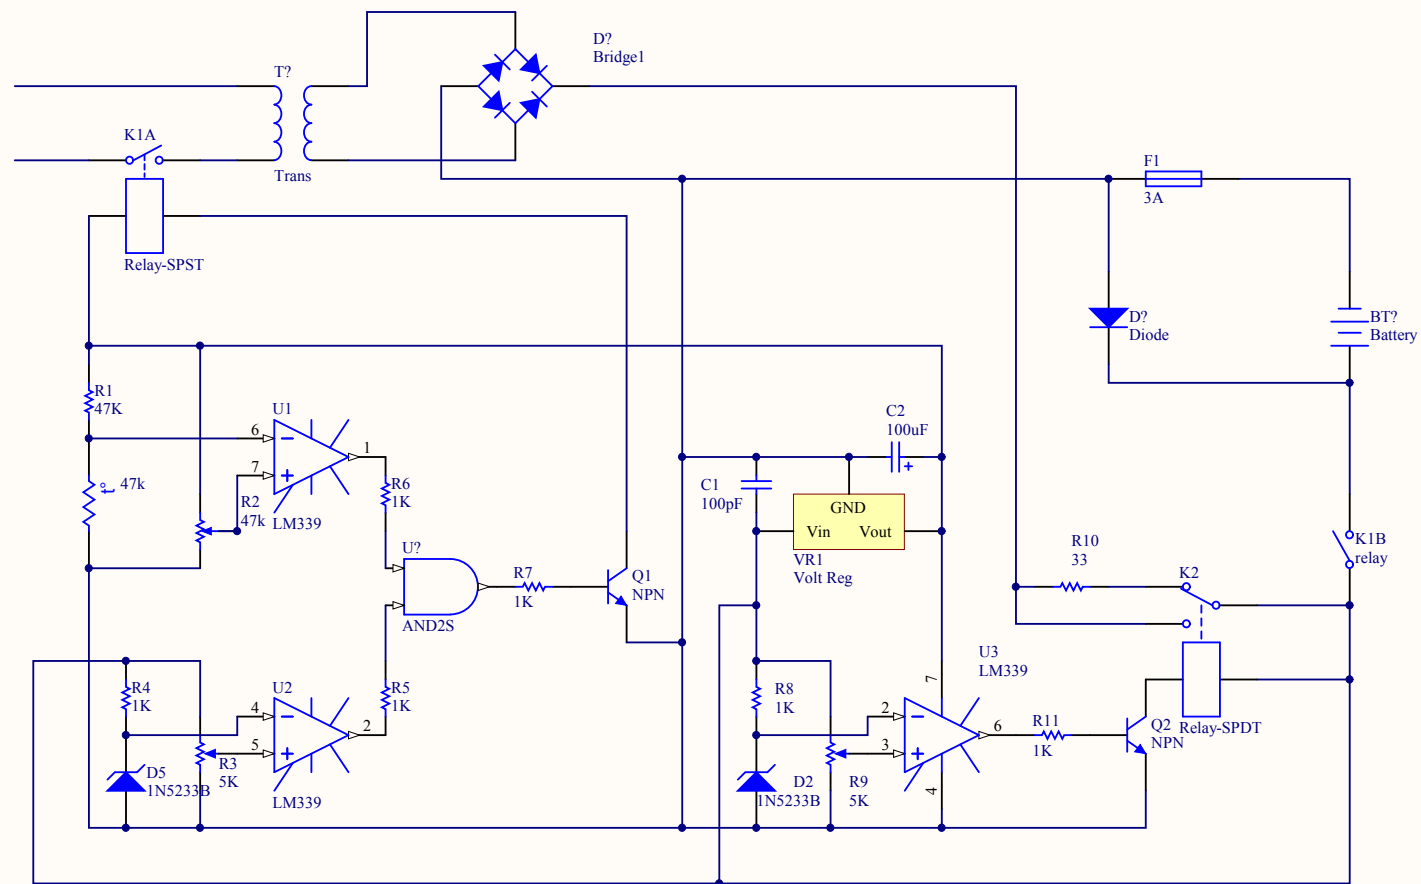 D?
Bridge1
T?
K1A
Trans
F1
3A
Relay-SPST
D?
Diode
BT?
Battery
R1
47K
U1
6
1
7
t°
47k
R2
47k
LM339
R6
1K
C2
100uF
+
C1
100pF
GND
Vin Vout
VR1
Volt Reg
R10
33
K1B
relay
K2
U?
AND2S
R7
1K
Q1
NPN
U3
LM339
R4
1K
U2
4
2
5
R3
5K
D5
1N5233B
LM339
R5
1K
R8
1K
7
2
6
3
4
D2
1N5233B
R9
5K
R11
1K
Q2
NPN
Relay-SPDT